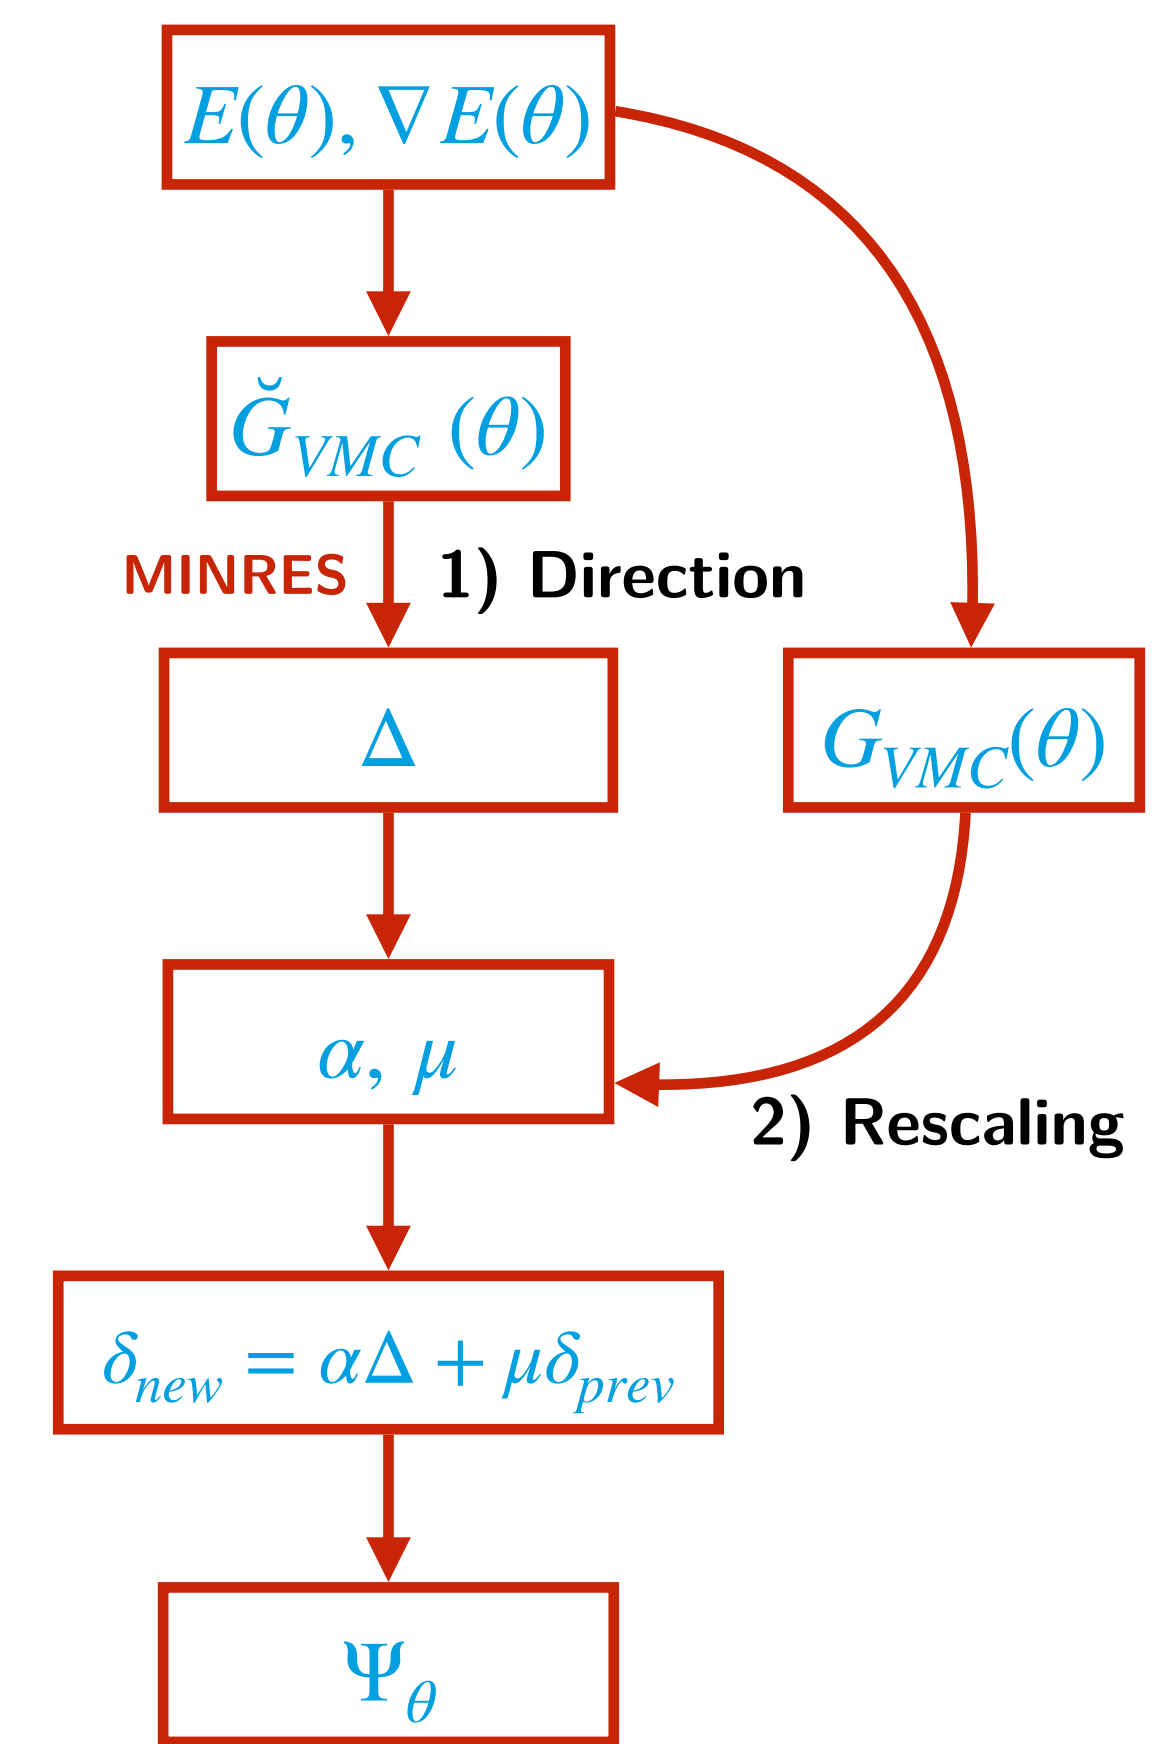 E(θ), ∇E(θ)
Ğ_VMC (θ)
MINRES 1) Direction
Δ
G_VMC(θ)
α, μ
2) Rescaling
δ_new = αΔ + μδ_prev
Ψ_θ